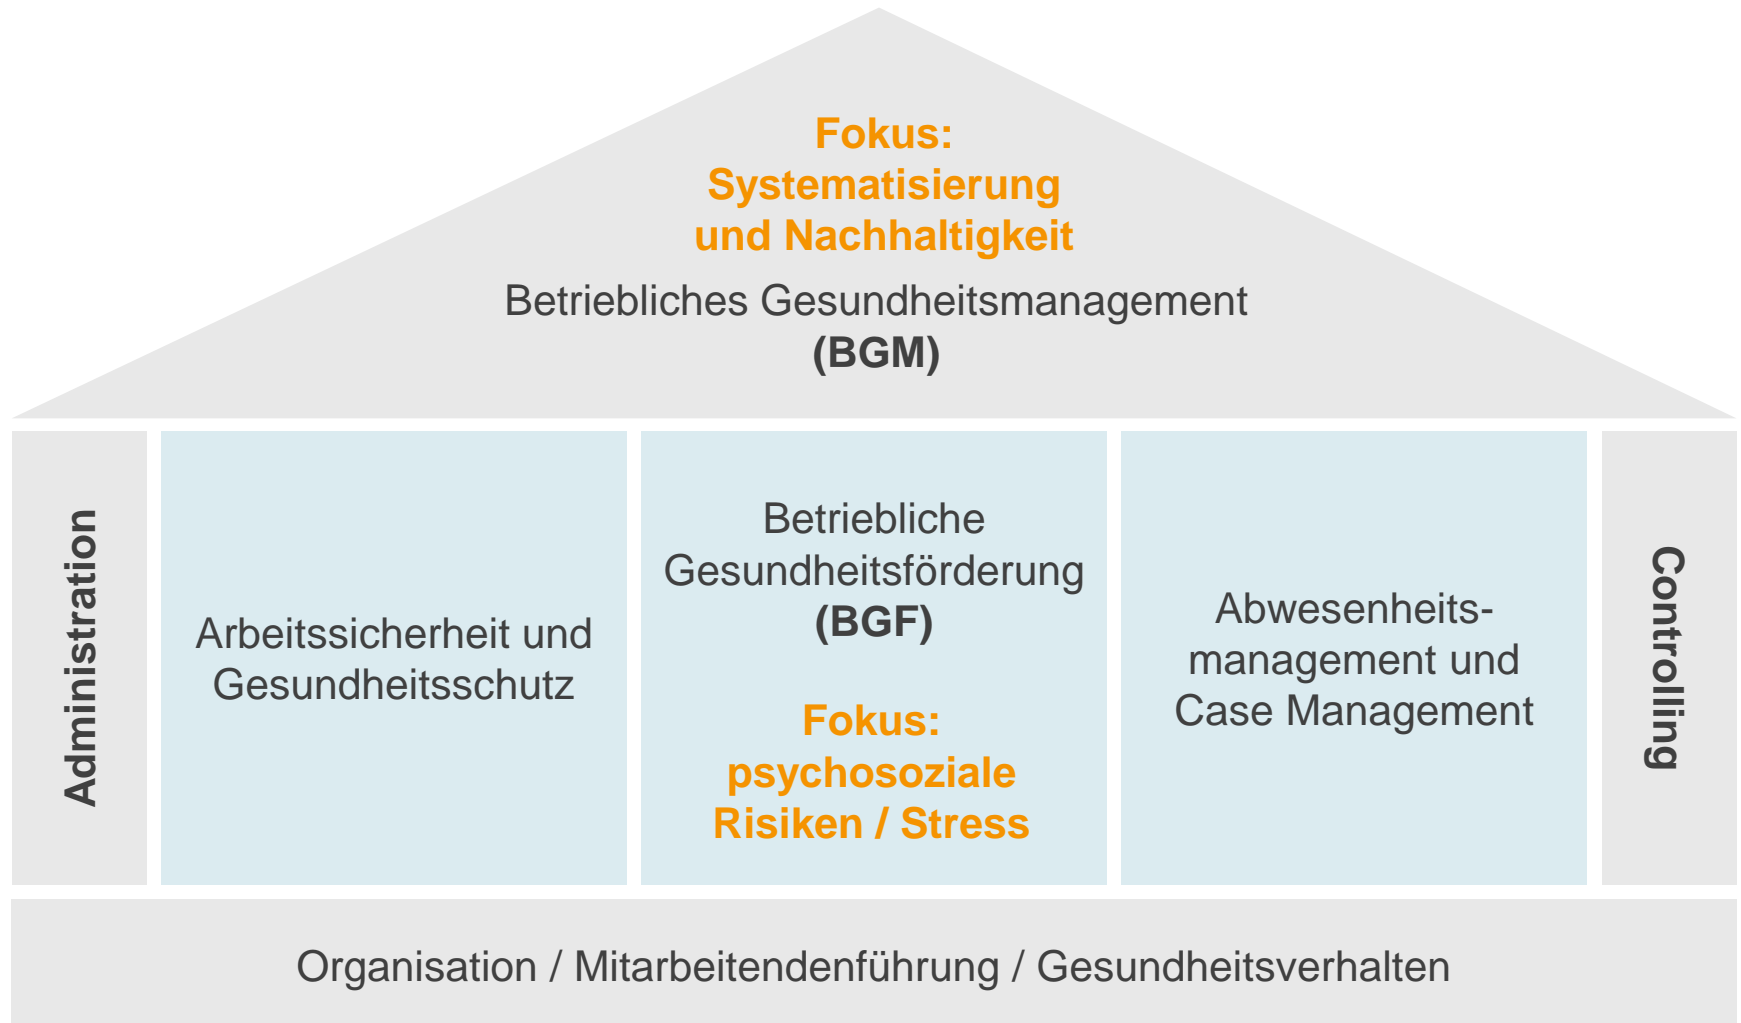 Fokus:
Systematisierung
und Nachhaltigkeit
Betriebliches Gesundheitsmanagement
(BGM)
Administration
Arbeitssicherheit und
Gesundheitsschutz
Betriebliche
Gesundheitsförderung
(BGF)
Fokus:
psychosoziale
Risiken / Stress
Abwesenheits-
management und
Case Management
Controlling
Organisation / Mitarbeitendenführung / Gesundheitsverhalten